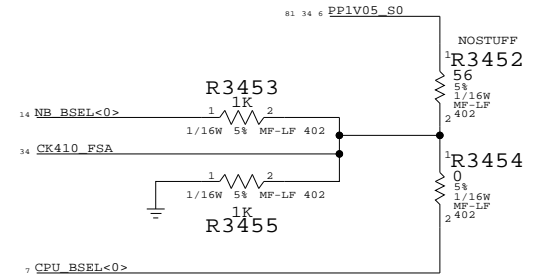 81 34 6 PP1V05_S0
NOSTUFF
1 R3452
56
5%
1/16W
MF-LF
2 402
R3453
1K
14 NB_BSEL<0> 1 2
1/16W 5% MF-LF 402
34 CK410_FSA
1 R3454
0
5%
1/16W
MF-LF
2 402
1 2
1/16W 5% MF-LF 402
1K
R3455
7 CPU_BSEL<0>